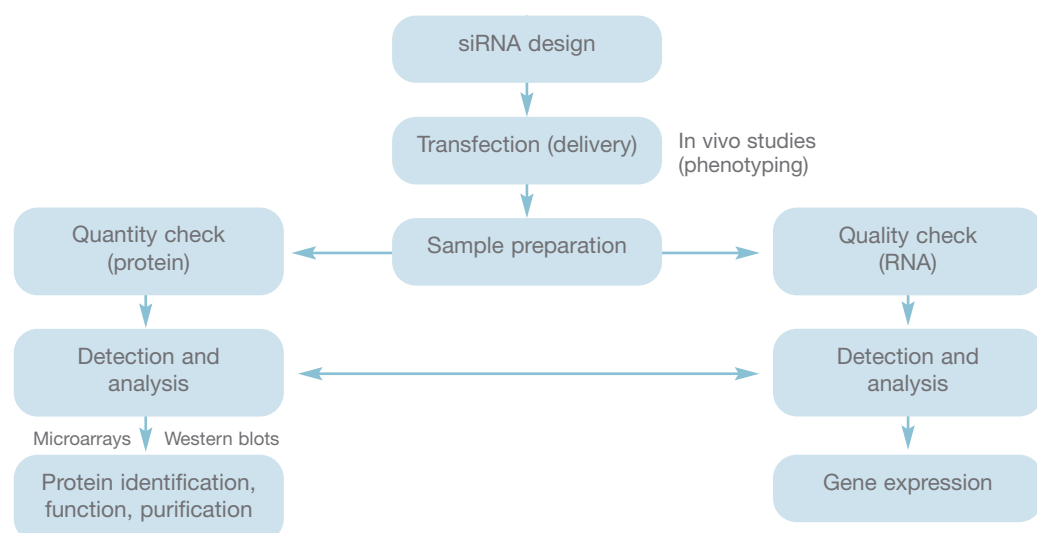 siRNA design
Transfection (delivery)
In vivo studies
(phenotyping)
Sample preparation
Quantity check
(protein)
Quality check
(RNA)
Detection and
analysis
Detection and
analysis
Microarrays
Western blots
Protein identification,
function, purification
Gene expression